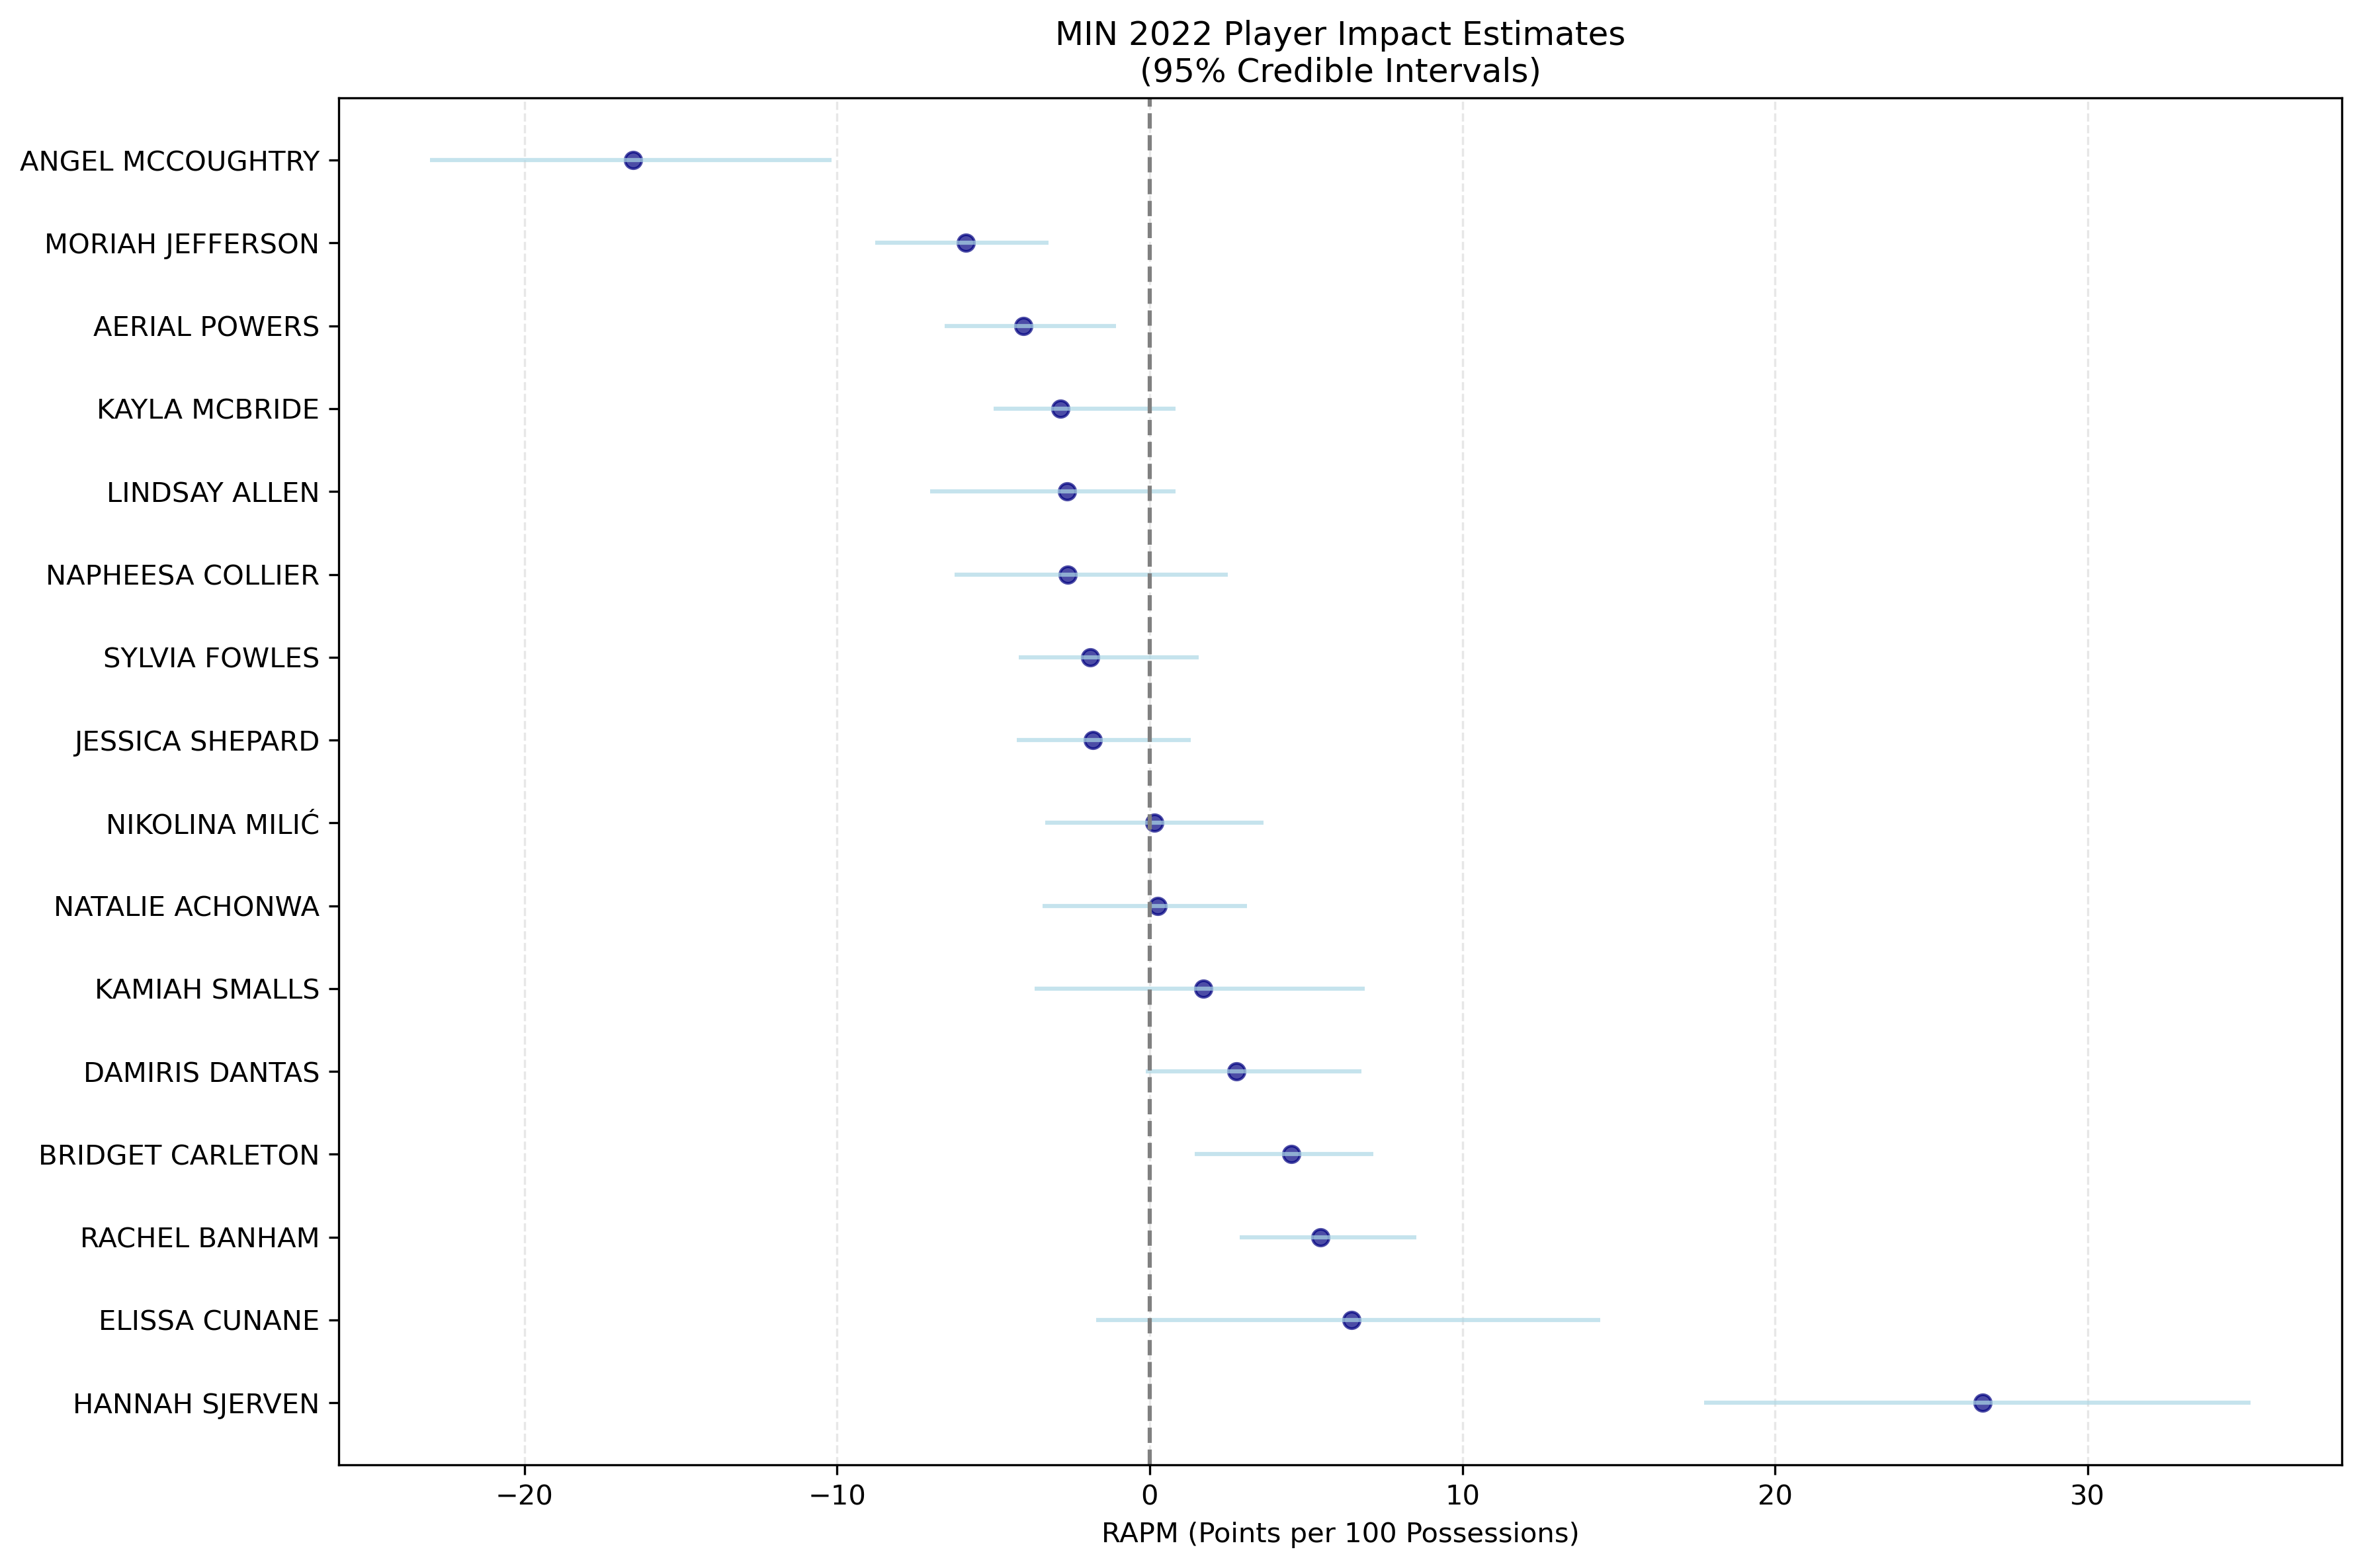 MIN 2022 Player Impact Estimates
(95% Credible Intervals)
ANGEL MCCOUGHTRY
MORIAH JEFFERSON
AERIAL POWERS
KAYLA MCBRIDE
LINDSAY ALLEN
NAPHEESA COLLIER
SYLVIA FOWLES
JESSICA SHEPARD
NIKOLINA MILIĆ
NATALIE ACHONWA
KAMIAH SMALLS
DAMIRIS DANTAS
BRIDGET CARLETON
RACHEL BANHAM
ELISSA CUNANE
HANNAH SJERVEN
−20 −10 0 10 20 30
RAPM (Points per 100 Possessions)